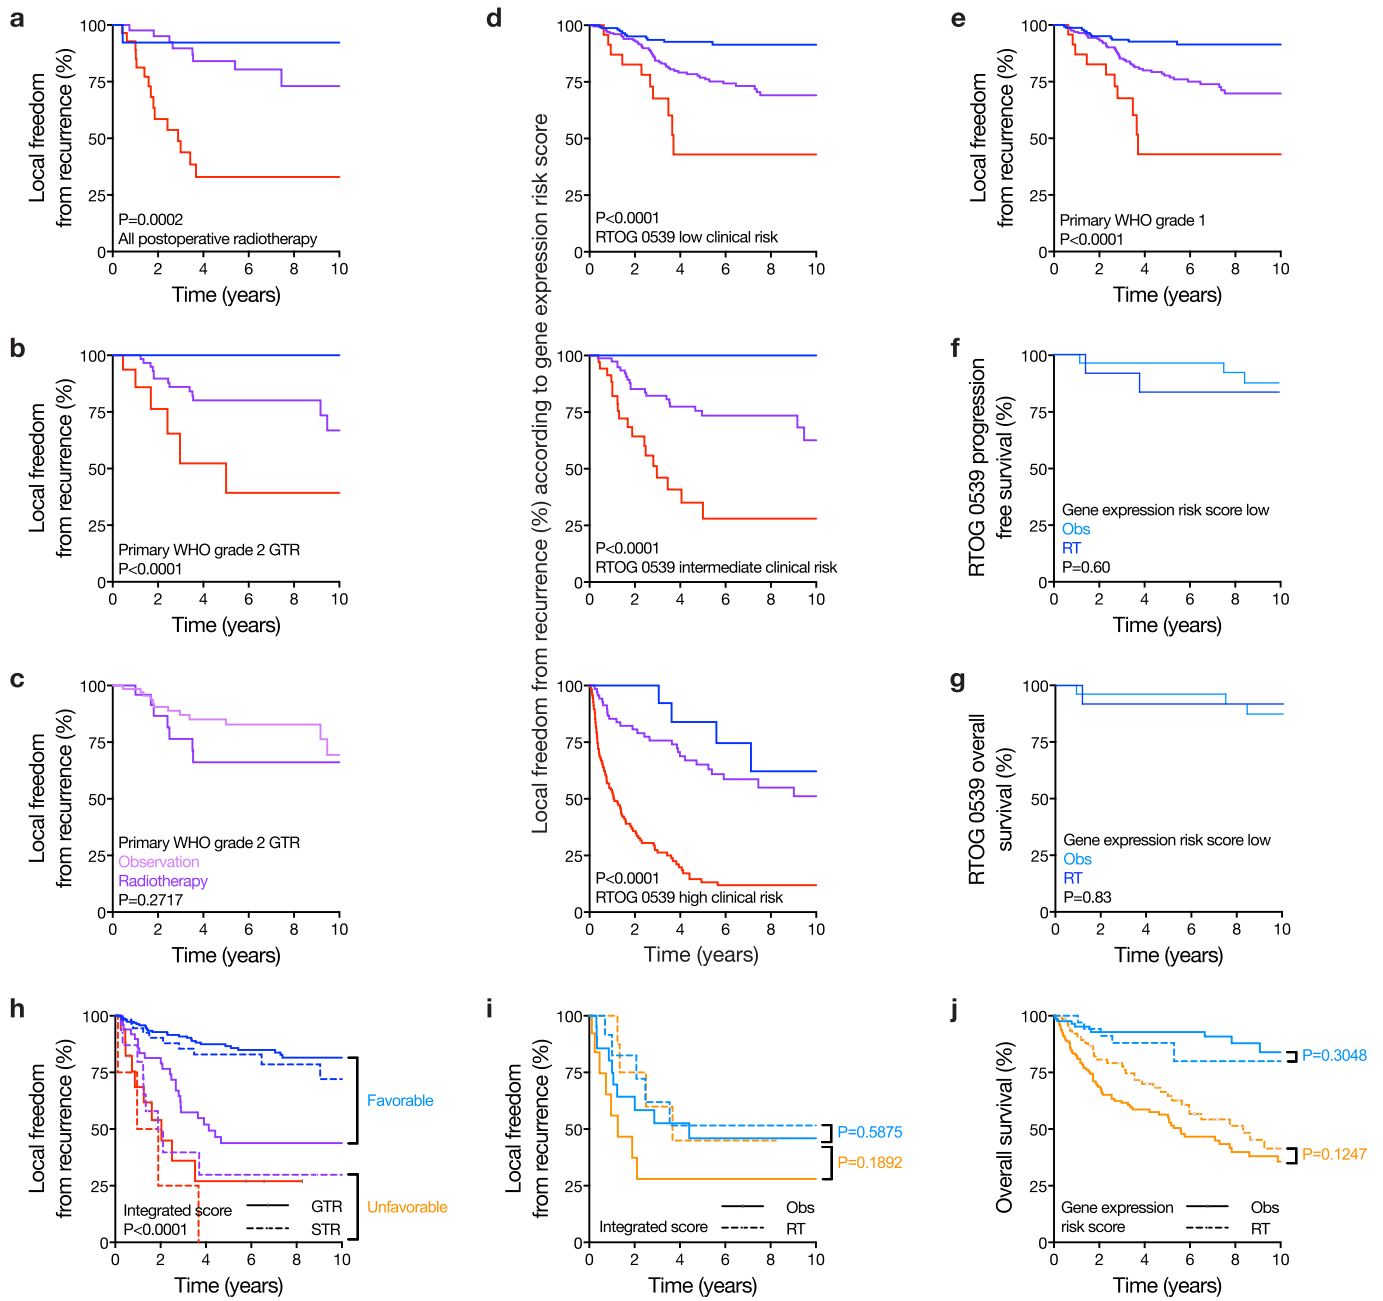 a
Local freedom
from recurrence (%)
100
75
50
25
0
P=0.0002
All postoperative radiotherapy
0 2 4 6 8 10
Time (years)
b
Local freedom
from recurrence (%)
100
75
50
25
0
Primary WHO grade 2 GTR
P<0.0001
0 2 4 6 8 10
Time (years)
c
Local freedom
from recurrence (%)
100
75
50
25
0
Primary WHO grade 2 GTR
Observation
Radiotherapy
P=0.2717
0 2 4 6 8 10
Time (years)
d
Local freedom from recurrence (%) according to gene expression risk score
100
75
50
25
0
P<0.0001
RTOG 0539 low clinical risk
0 2 4 6 8 10
100
75
50
25
0
P<0.0001
RTOG 0539 intermediate clinical risk
0 2 4 6 8 10
100
75
50
25
0
P<0.0001
RTOG 0539 high clinical risk
0 2 4 6 8 10
Time (years)
e
Local freedom
from recurrence (%)
100
75
50
25
0
Primary WHO grade 1
P<0.0001
0 2 4 6 8 10
Time (years)
f
RTOG 0539 progression
free survival (%)
100
75
50
25
0
Gene expression risk score low
Obs
RT
P=0.60
0 2 4 6 8 10
Time (years)
g
RTOG 0539 overall
survival (%)
100
75
50
25
0
Gene expression risk score low
Obs
RT
P=0.83
0 2 4 6 8 10
Time (years)
h
Local freedom
from recurrence (%)
100
75
50
25
0
Favorable
Unfavorable
Integrated score
P<0.0001
GTR
STR
0 2 4 6 8 10
Time (years)
i
Local freedom
from recurrence (%)
100
75
50
25
0
P=0.5875
P=0.1892
Integrated score
Obs
RT
0 2 4 6 8 10
Time (years)
j
Overall survival (%)
100
75
50
25
0
P=0.3048
P=0.1247
Gene expression
risk score
Obs
RT
0 2 4 6 8 10
Time (years)